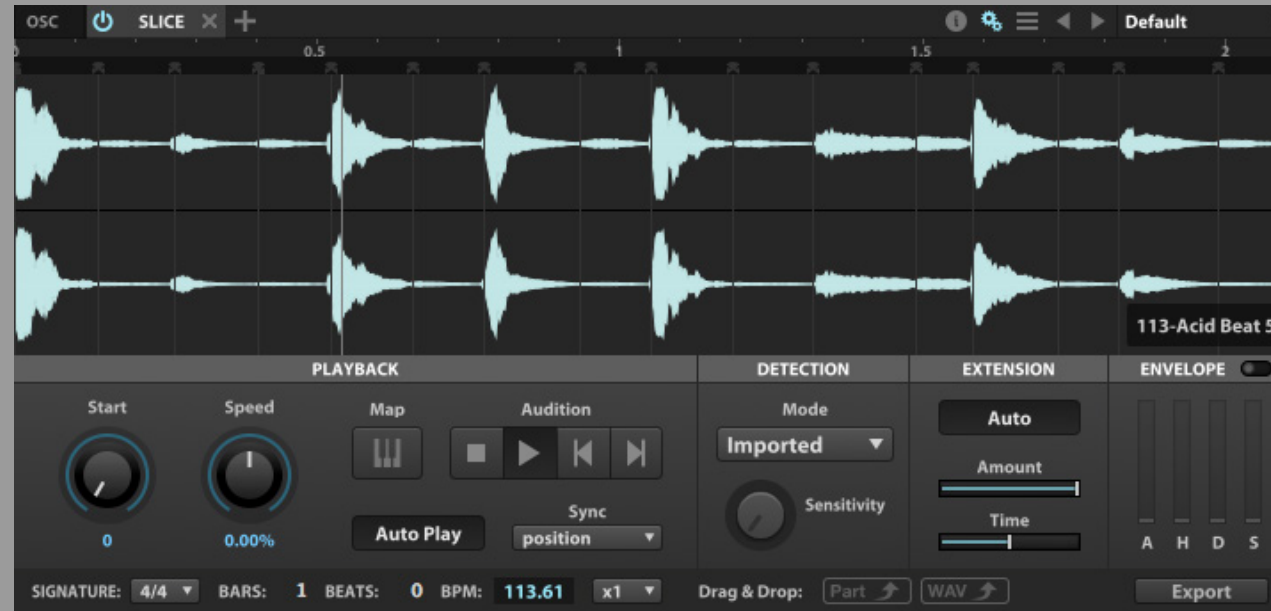 OSC SLICE Default
0 0.5 1 1.5 2
113-Acid Beat 5
PLAYBACK DETECTION EXTENSION ENVELOPE
Start Speed Map Audition Mode Auto
Imported
Amount
Sensitivity
Sync Time
Auto Play position
0 0.00% A H D S
SIGNATURE: 4/4 BARS: 1 BEATS: 0 BPM: 113.61 x1 Drag & Drop: Part WAV Export